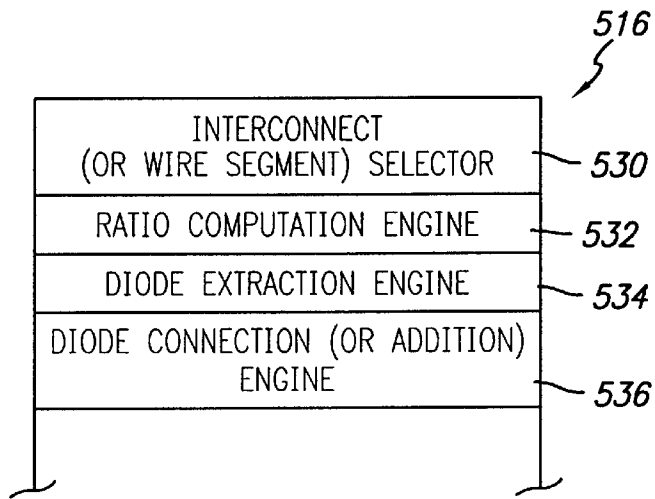 516
INTERCONNECT
(OR WIRE SEGMENT) SELECTOR
530
RATIO COMPUTATION ENGINE
532
DIODE EXTRACTION ENGINE
534
DIODE CONNECTION (OR ADDITION)
ENGINE
536